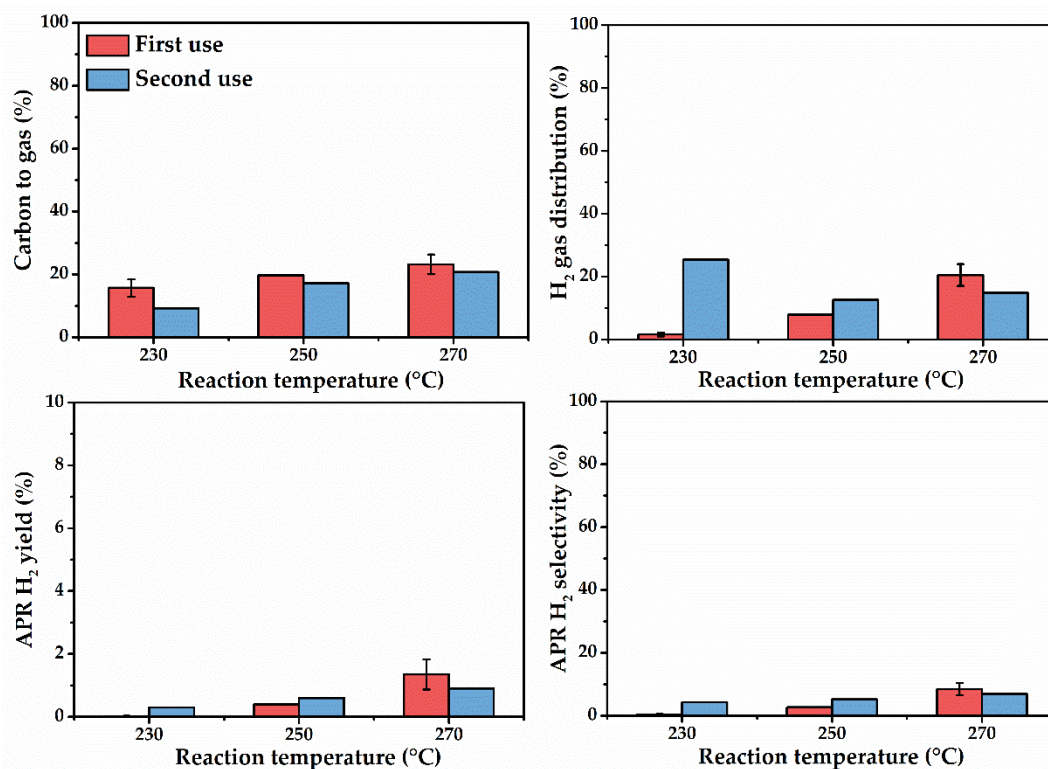 100
80
60
40
20
0
Carbon to gas (%)
First use
Second use
230 250 270
Reaction temperature (°C)
100
80
60
40
20
0
H₂ gas distribution (%)
230 250 270
Reaction temperature (°C)
10
8
6
4
2
0
APR H₂ yield (%)
230 250 270
Reaction temperature (°C)
100
80
60
40
20
0
APR H₂ selectivity (%)
230 250 270
Reaction temperature (°C)